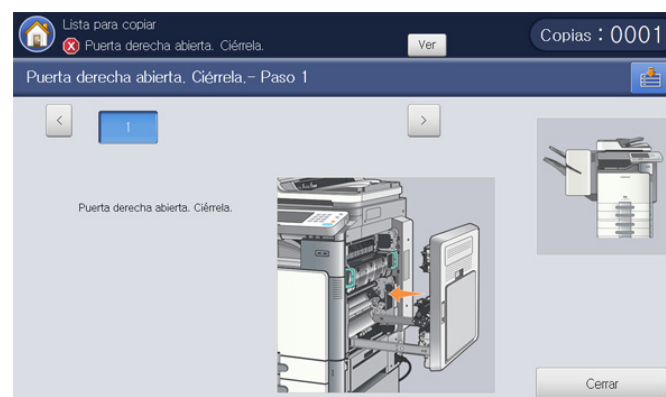 Lista para copiar
Puerta derecha abierta. Ciérrela.
Ver
Copias : 0001
Puerta derecha abierta. Ciérrela.– Paso 1
<
1
>
Puerta derecha abierta. Ciérrela.
Cerrar